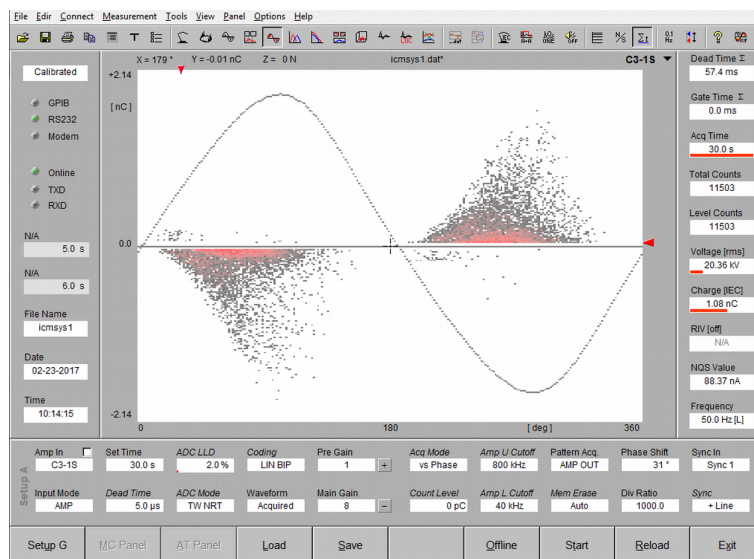 File Edit Connect Measurement Tools View Panel Options Help
Calibrated
GPIB
RS232
Modem
Online
TXD
RXD
N/A
5.0 s
N/A
6.0 s
File Name
icmsys1
Date
02-23-2017
Time
10:14:15
X = 179 ° Y = -0.01 nC Z = 0 N icmsys1.dat* C3-1S
+2.14
[ nC ]
0.0
-2.14
0 180 [ deg ] 360
Dead Time Σ
57.4 ms
Gate Time Σ
0.0 ms
Acq Time
30.0 s
Total Counts
11503
Level Counts
11503
Voltage [rms]
20.36 kV
Charge [IEC]
1.08 nC
RIV [off]
N/A
NQS Value
88.37 nA
Frequency
50.0 Hz [L]
Setup A
Amp In Set Time ADC LLD Coding Pre Gain Acq Mode Amp U Cutoff Pattern Acq. Phase Shift Sync In
C3-1S 30.0 s 2.0 % LIN BIP 1 + vs Phase 800 kHz AMP OUT 31 ° Sync 1
Input Mode Dead Time ADC Mode Waveform Main Gain Count Level Amp L Cutoff Mem Erase Div Ratio Sync
AMP 5.0 µs TW NRT Acquired 8 − 0 pC 40 kHz Auto 1000.0 + Line
Setup G MC Panel AT Panel Load Save Offline Start Reload Exit